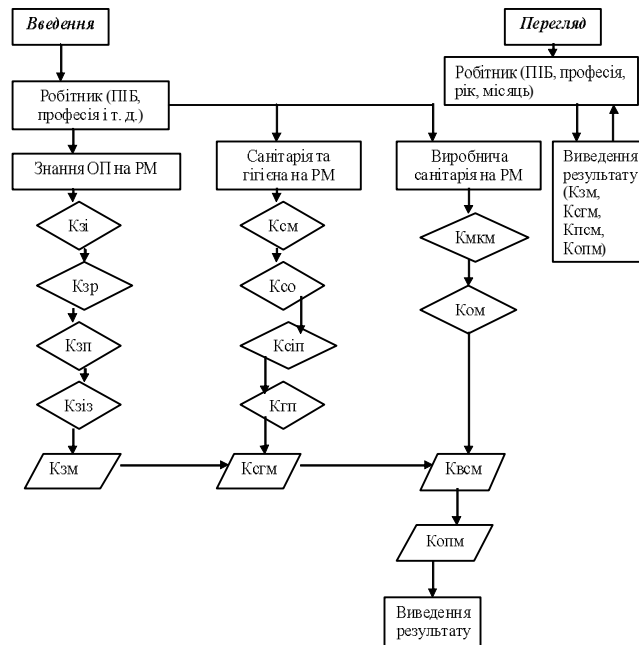 Введення
Перегляд
Робітник (ПІБ,
професія і т. д.)
Робітник (ПІБ, професія,
рік, місяць)
Знання ОП на РМ
Санітарія та
гігієна на РМ
Виробнича
санітарія на РМ
Виведення
результату
(Кзм,
Ксгм,
Кпсм,
Копм)
Кзі
Ксм
Кмкм
Кзр
Ксо
Ком
Кзп
Ксіп
Кзіз
Кгп
Кзм
Ксгм
Квсм
Копм
Виведення
результату